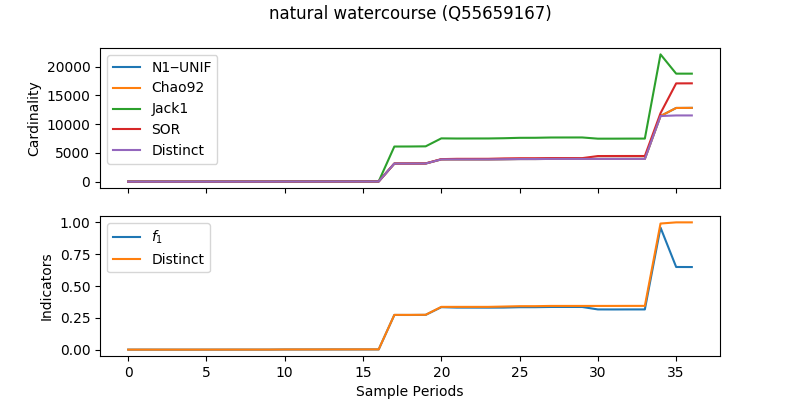 natural watercourse (Q55659167)
Cardinality
20000
15000
10000
5000
0
N1−UNIF
Chao92
Jack1
SOR
Distinct
Indicators
1.00
0.75
0.50
0.25
0.00
f1
Distinct
0 5 10 15 20 25 30 35
Sample Periods